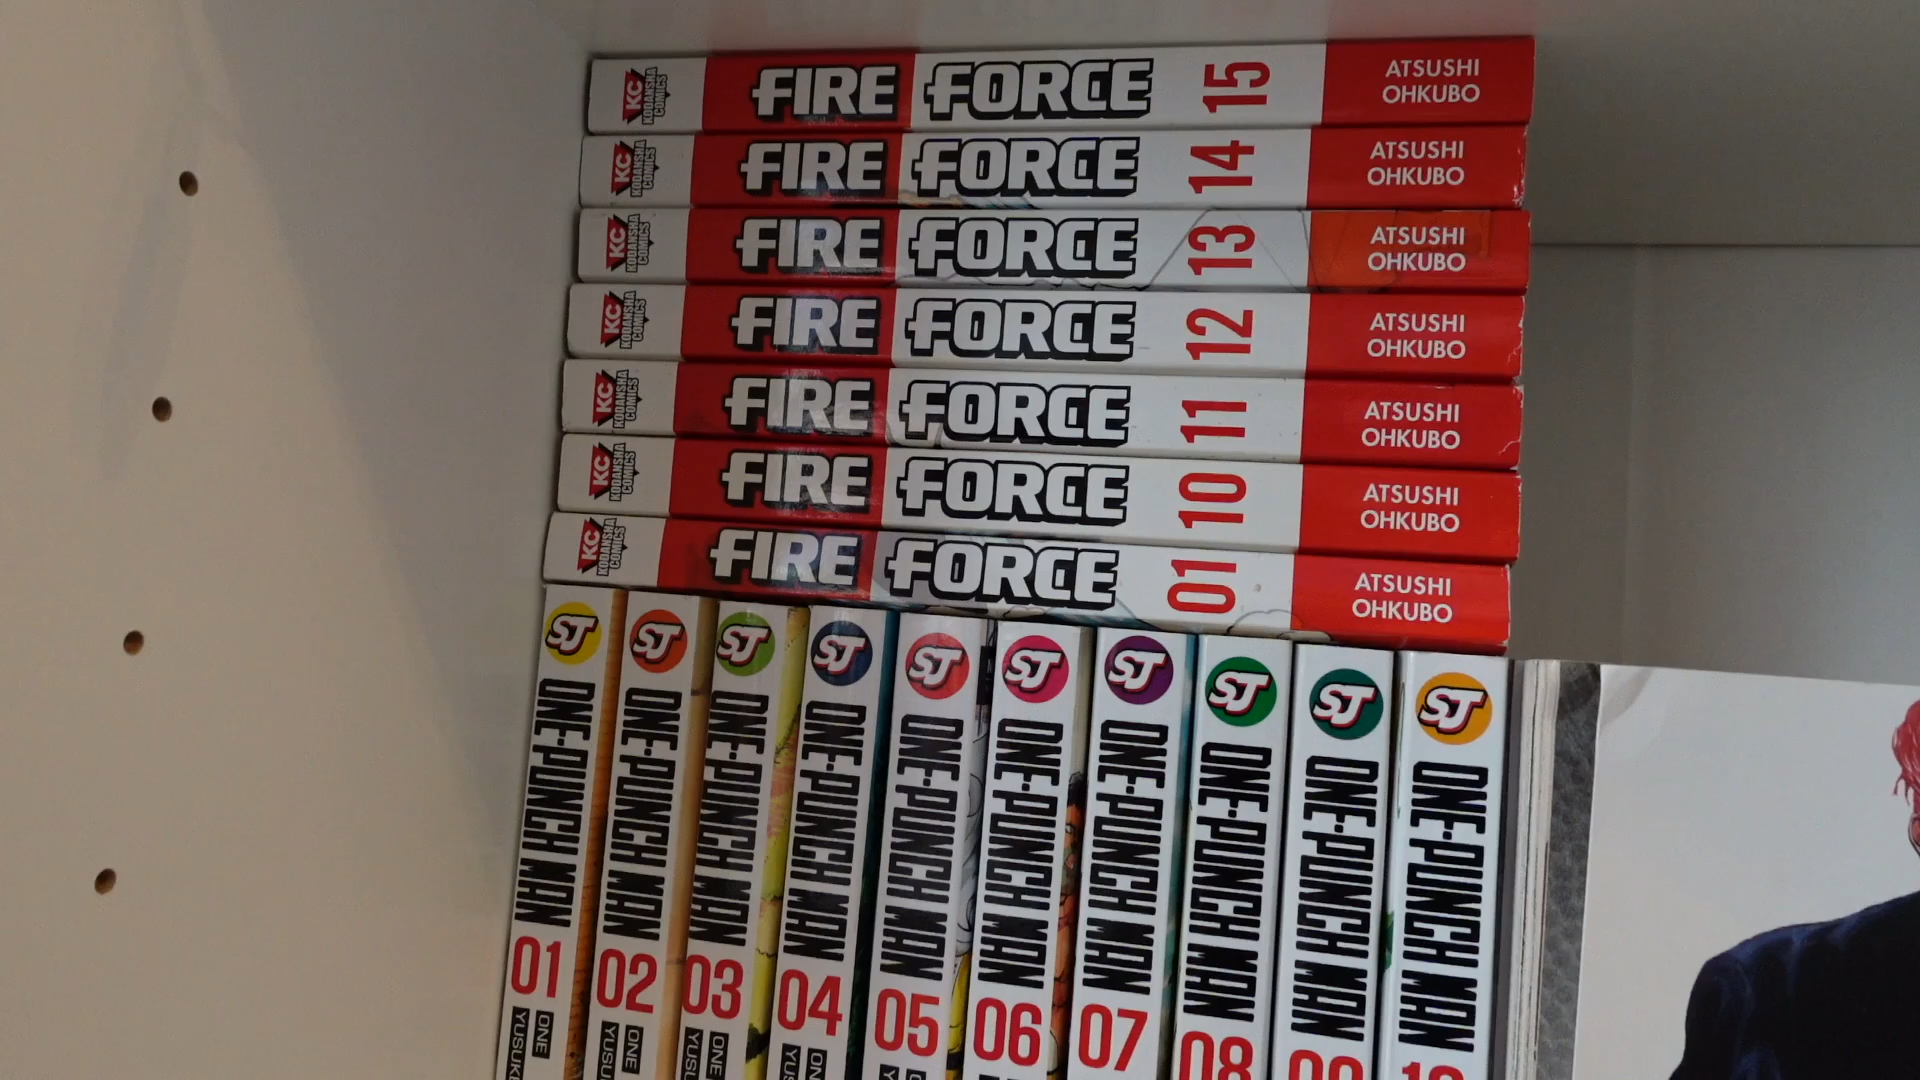 KC KODANSHA COMICS FIRE FORCE 15 ATSUSHI OHKUBO
KC KODANSHA COMICS FIRE FORCE 14 ATSUSHI OHKUBO
KC KODANSHA COMICS FIRE FORCE 13 ATSUSHI OHKUBO
KC KODANSHA COMICS FIRE FORCE 12 ATSUSHI OHKUBO
KC KODANSHA COMICS FIRE FORCE 11 ATSUSHI OHKUBO
KC KODANSHA COMICS FIRE FORCE 10 ATSUSHI OHKUBO
KC KODANSHA COMICS FIRE FORCE 01 ATSUSHI OHKUBO
SJ ONE-PUNCH MAN 01 ONE
SJ ONE-PUNCH MAN 02 ONE
SJ ONE-PUNCH MAN 03 ONE
SJ ONE-PUNCH MAN 04
SJ ONE-PUNCH MAN 05
SJ ONE-PUNCH MAN 06
SJ ONE-PUNCH MAN 07
SJ ONE-PUNCH MAN 08
SJ ONE-PUNCH MAN 09
SJ ONE-PUNCH MAN 10